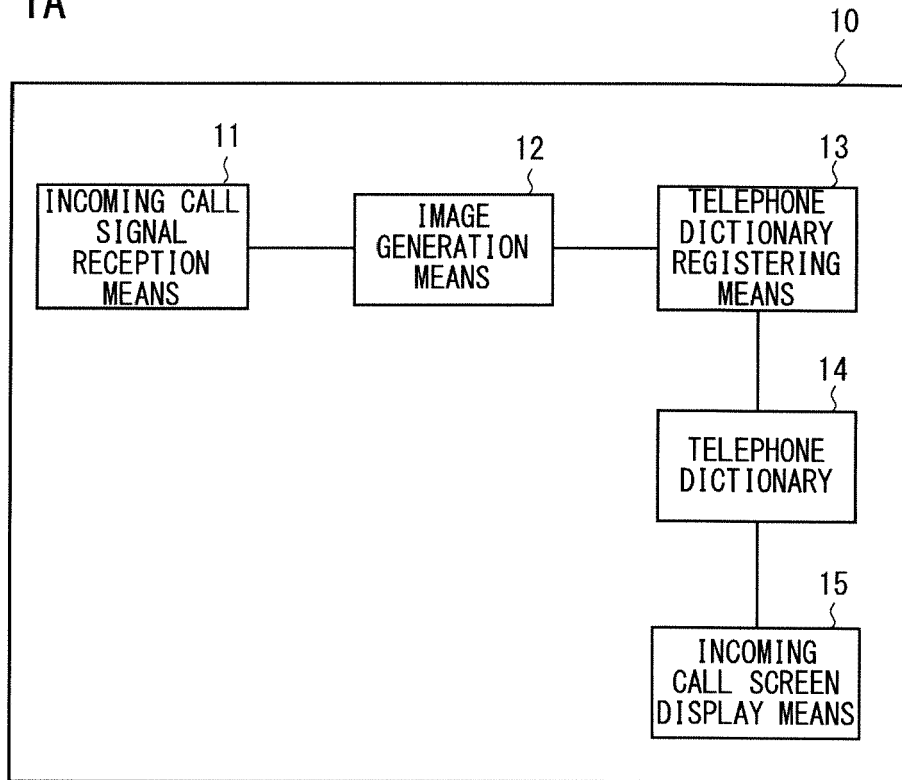 1A
10
11
INCOMING CALL
SIGNAL
RECEPTION
MEANS
12
IMAGE
GENERATION
MEANS
13
TELEPHONE
DICTIONARY
REGISTERING
MEANS
14
TELEPHONE
DICTIONARY
15
INCOMING
CALL SCREEN
DISPLAY MEANS